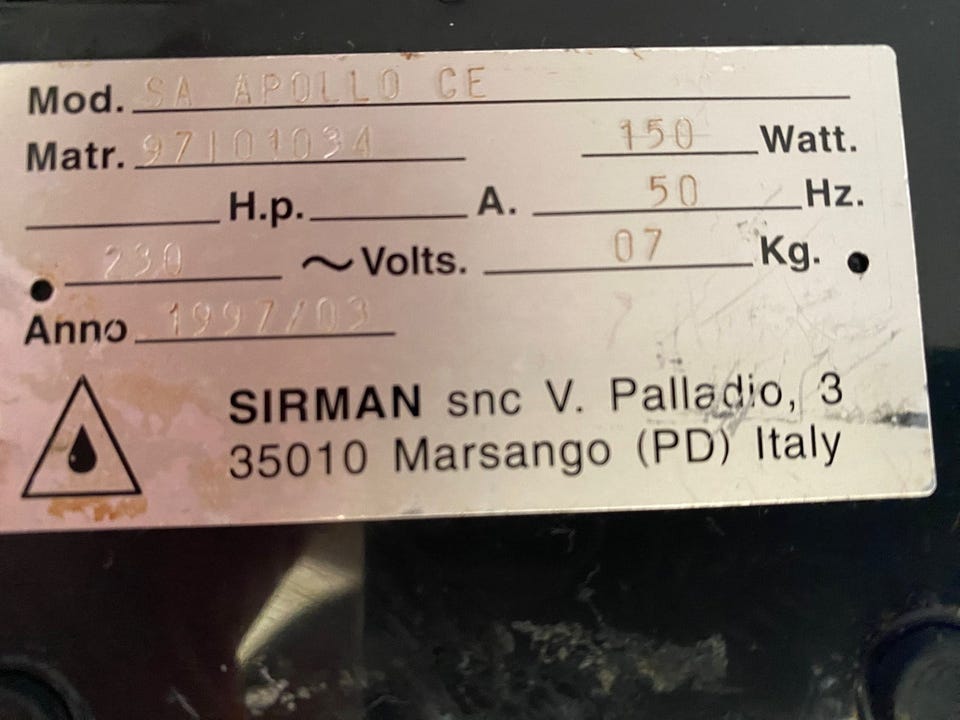 Mod. SA APOLLO CE
Matr. 97101034 150 Watt.
H.p. A. 50 Hz.
230 ~ Volts. 07 Kg.
Anno 1997/03
SIRMAN snc V. Palladio, 3
35010 Marsango (PD) Italy